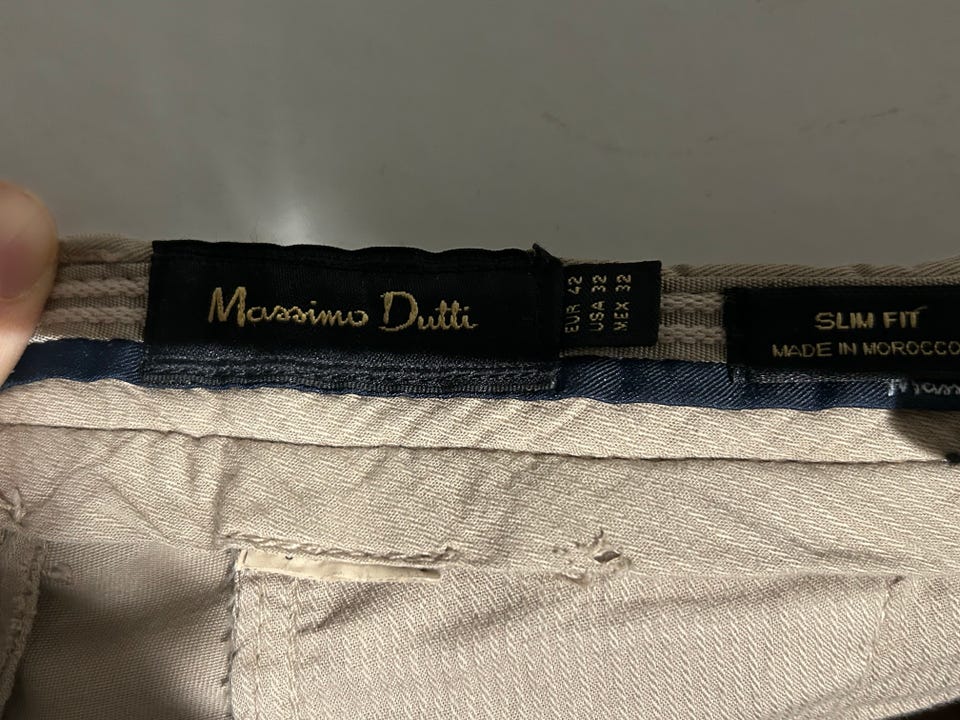 Massimo Dutti
EUR 42
USA 32
MEX 32
SLIM FIT
MADE IN MOROCCO